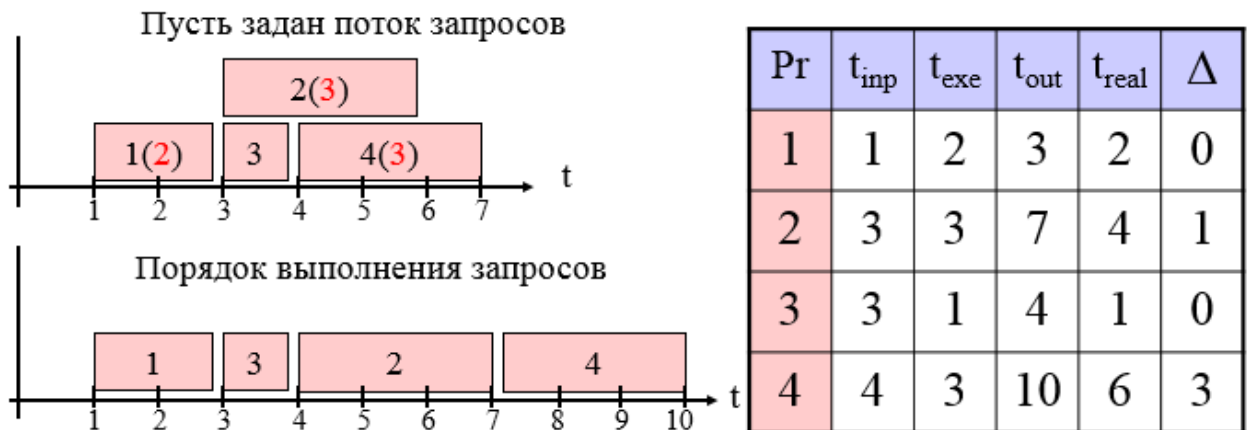 Пусть задан поток запросов
2(3)
1(2) 3 4(3)
t
1 2 3 4 5 6 7
Порядок выполнения запросов
1 3 2 4
t
1 2 3 4 5 6 7 8 9 10
Pr t_inp t_exe t_out t_real Δ
1 1 2 3 2 0
2 3 3 7 4 1
3 3 1 4 1 0
4 4 3 10 6 3